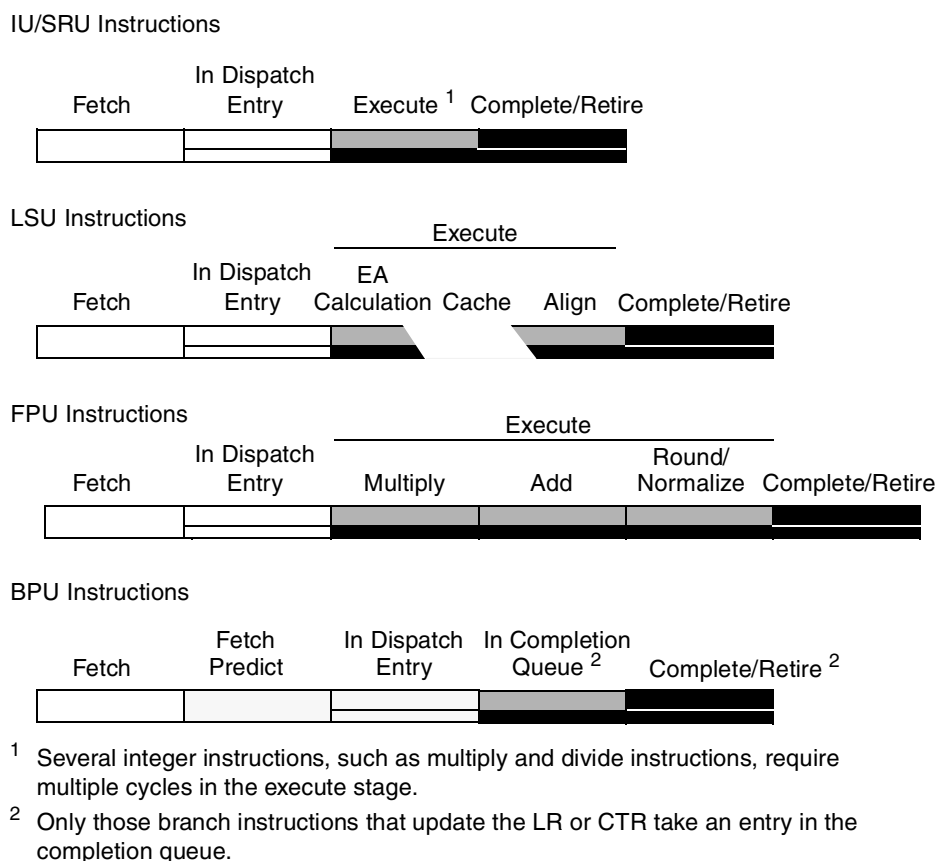 IU/SRU Instructions
In Dispatch
Fetch Entry Execute 1 Complete/Retire
LSU Instructions
Execute
In Dispatch EA
Fetch Entry Calculation Cache Align Complete/Retire
FPU Instructions
Execute
In Dispatch Round/
Fetch Entry Multiply Add Normalize Complete/Retire
BPU Instructions
Fetch In Dispatch In Completion
Fetch Predict Entry Queue 2 Complete/Retire 2
1 Several integer instructions, such as multiply and divide instructions, require
multiple cycles in the execute stage.
2 Only those branch instructions that update the LR or CTR take an entry in the
completion queue.